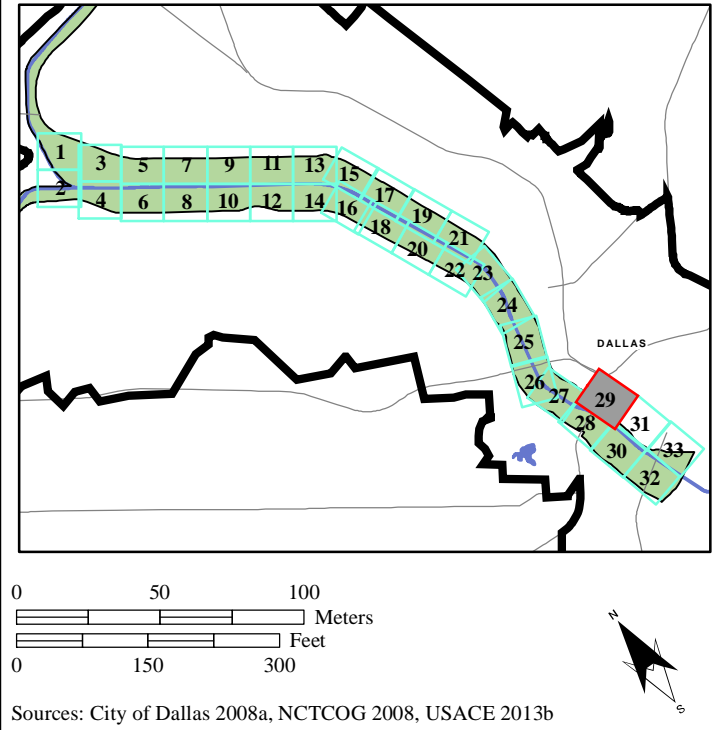 1 3 5 7 9 11 13 15
2 4 6 8 10 12 14 16 17
18 19
20 21
22 23
24
25 DALLAS
26 27 29
28 31
30 33
32
0 50 100
Meters
Feet
0 150 300
N
S
Sources: City of Dallas 2008a, NCTCOG 2008, USACE 2013b